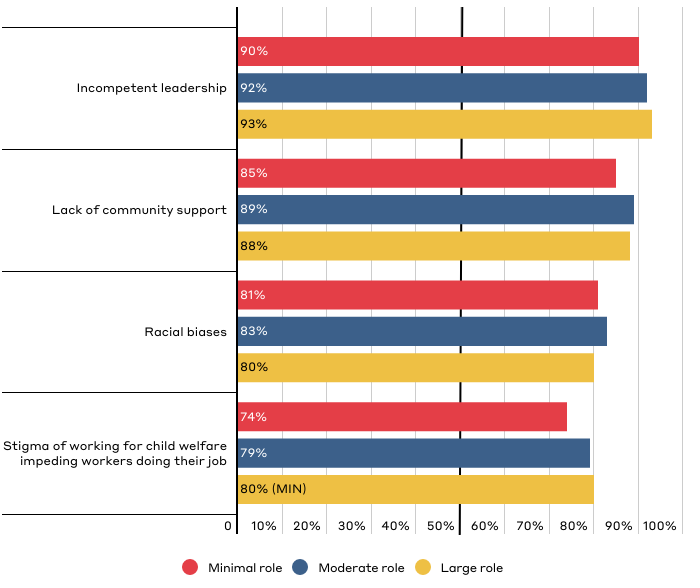 90%
Incompetent leadership
92%
93%
85%
Lack of community support
89%
88%
81%
Racial biases
83%
80%
74%
Stigma of working for child welfare
impeding workers doing their job
79%
80% (MIN)
0 10% 20% 30% 40% 50% 60% 70% 80% 90% 100%
Minimal role Moderate role Large role